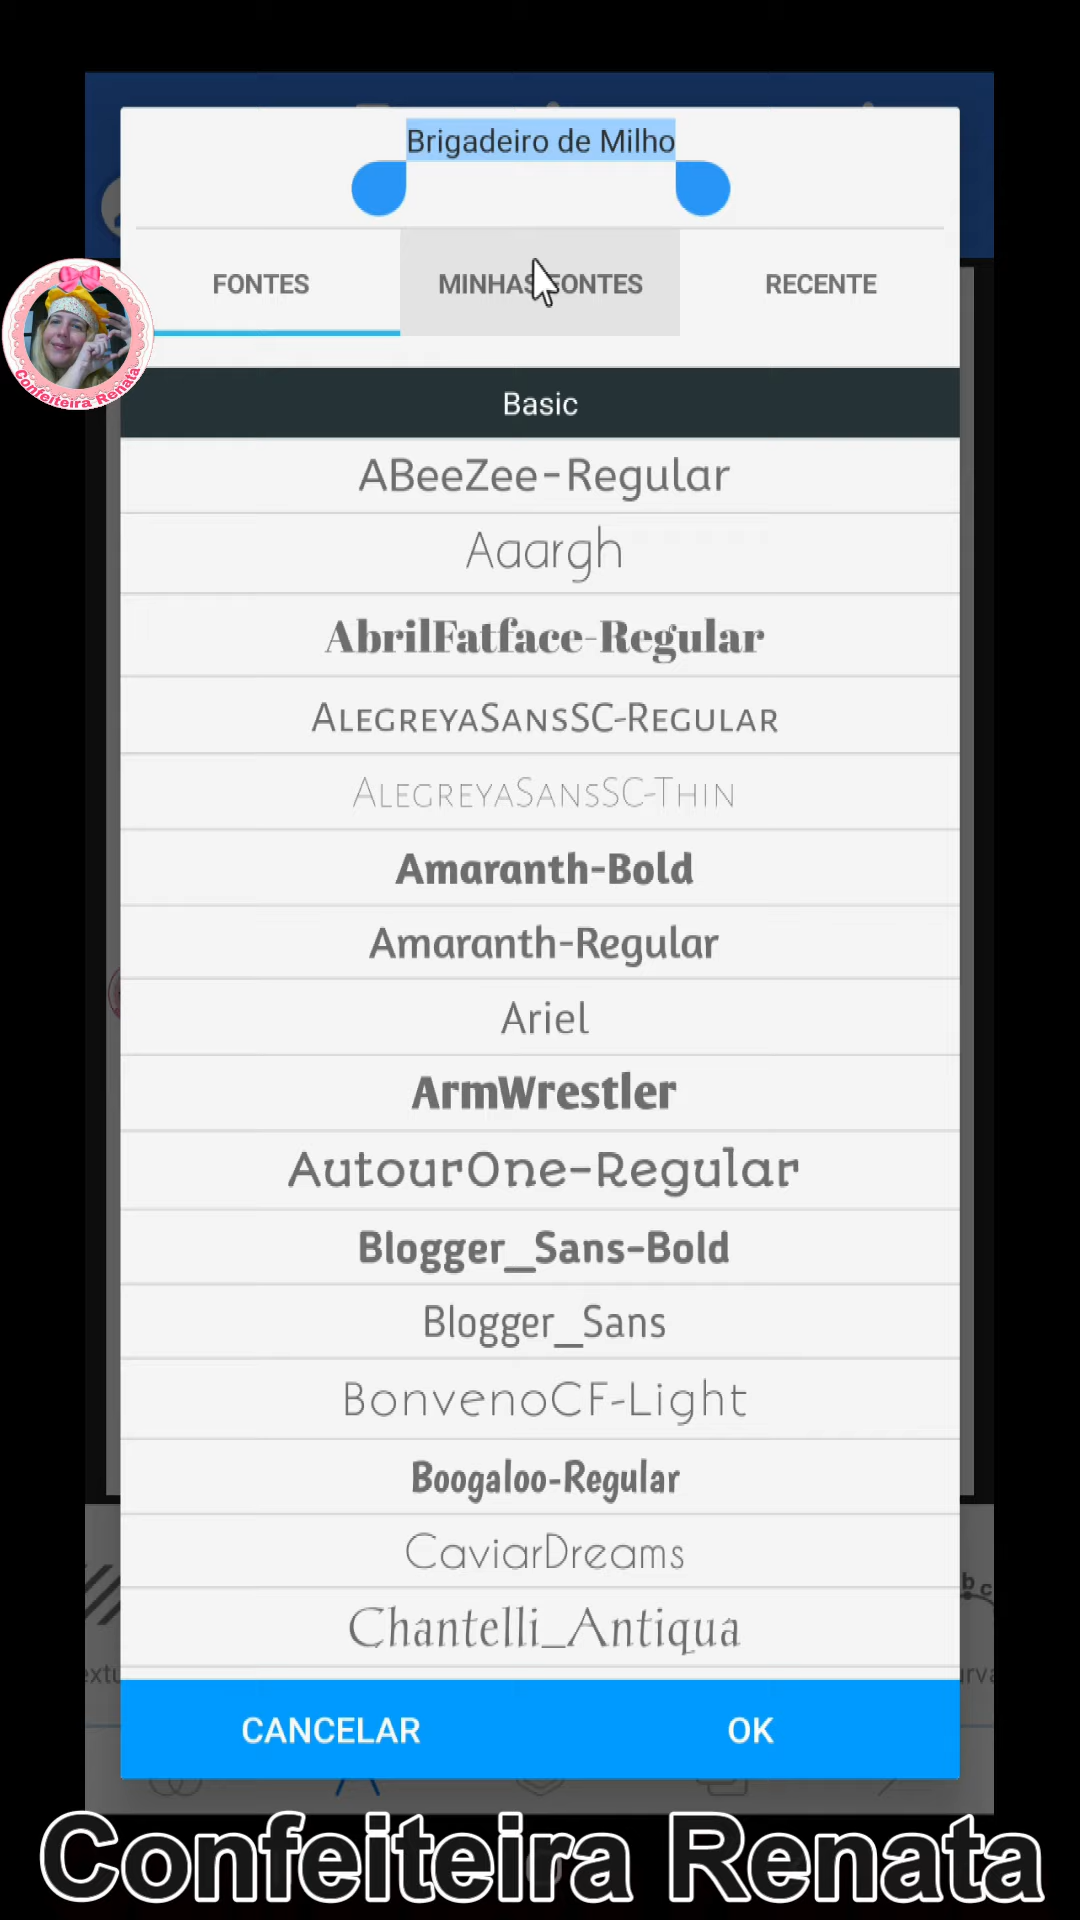 Brigadeiro de Milho
FONTES
MINHAS FONTES
RECENTE
Confeiteira Renata
Basic
ABeeZee-Regular
Aaargh
AbrilFatface-Regular
AlegreyaSansSC-Regular
AlegreyaSansSC-Thin
Amaranth-Bold
Amaranth-Regular
Ariel
ArmWrestler
AutourOne-Regular
Blogger_Sans-Bold
Blogger_Sans
BonvenoCF-Light
Boogaloo-Regular
CaviarDreams
Chantelli_Antiqua
CANCELAR
OK
Confeiteira Renata